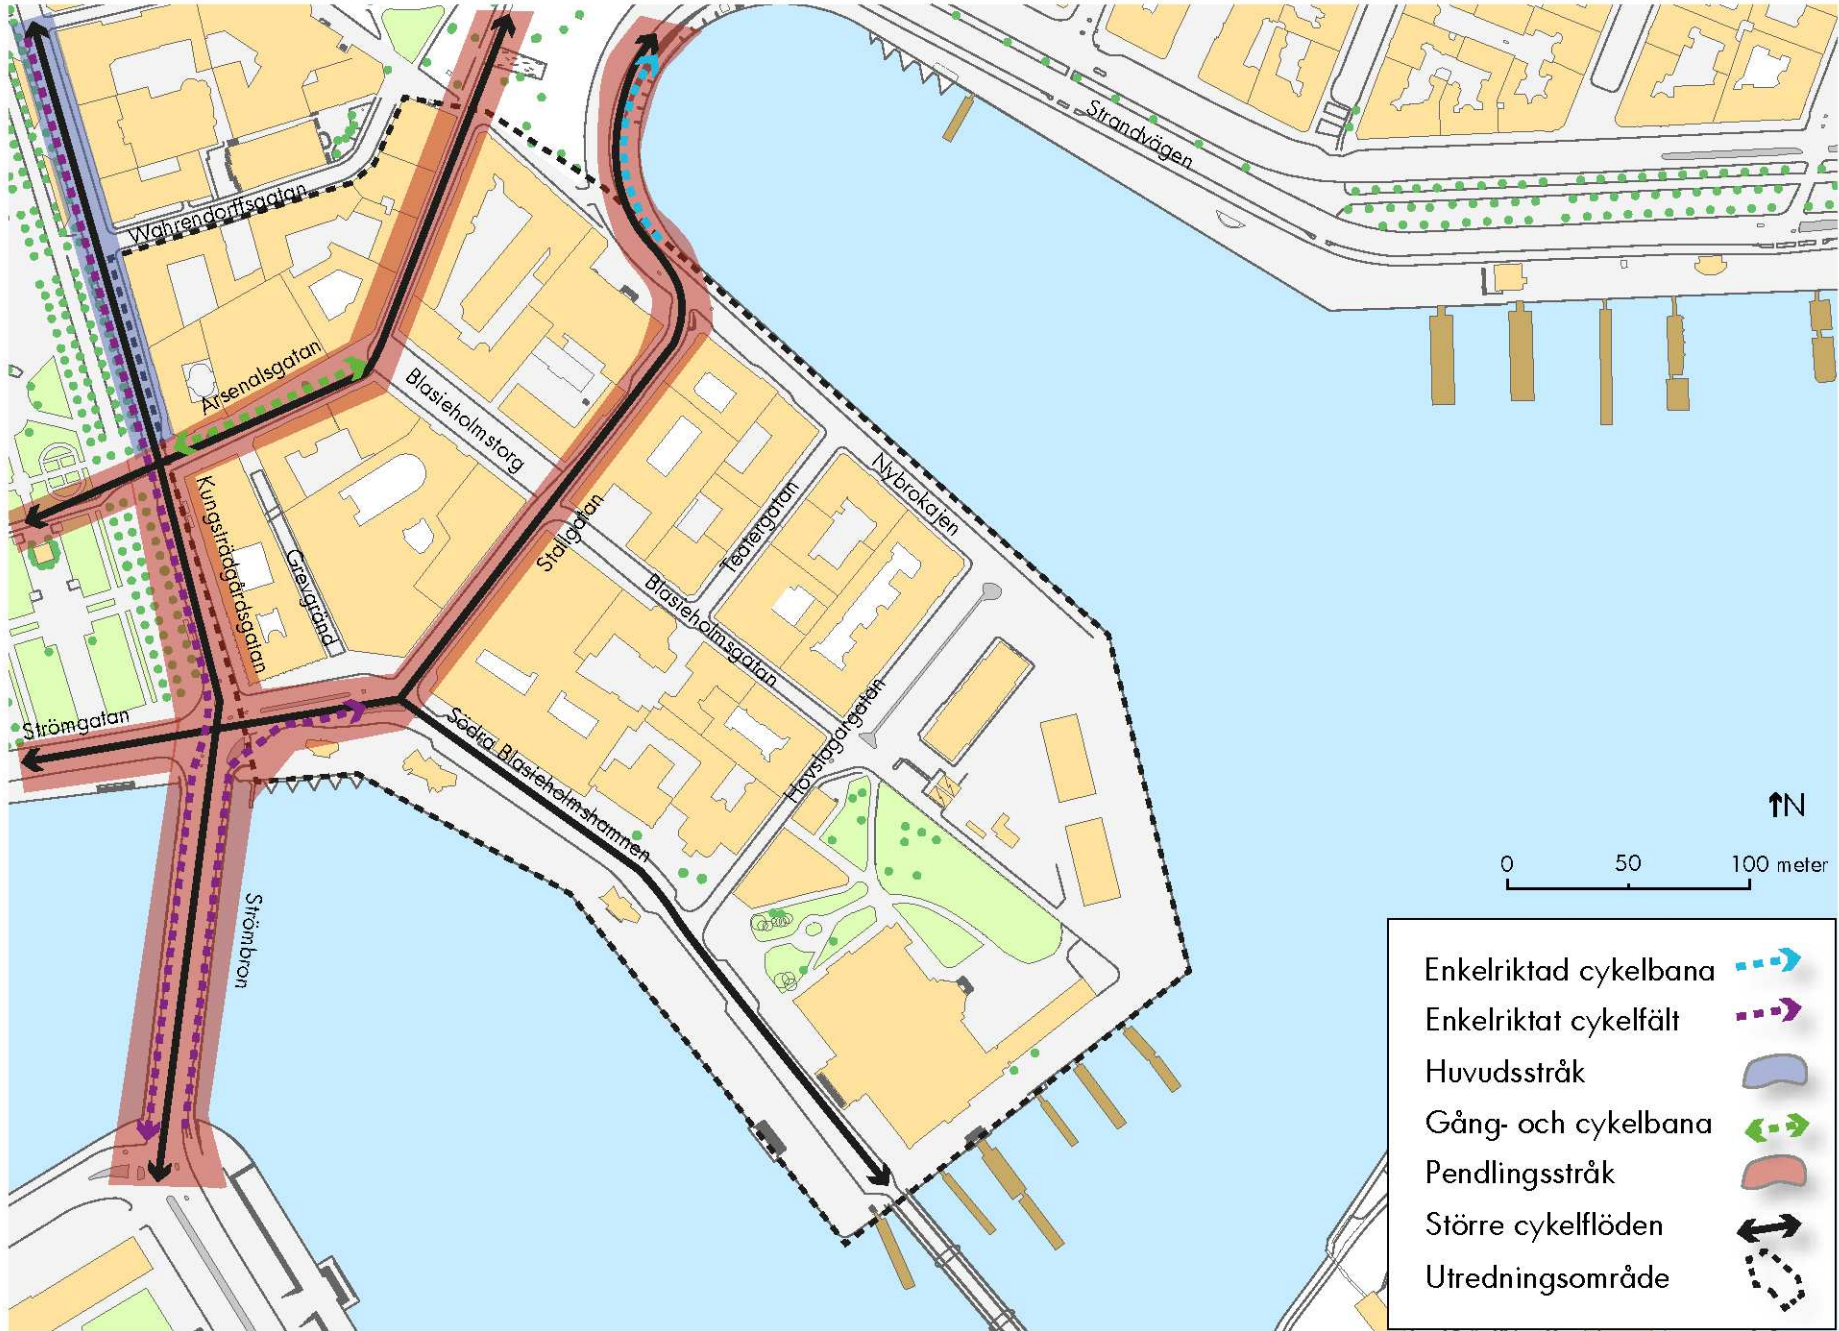 Strandvägen
Wahrendorffsgatan
Arsenalsgatan
Blasieholmstorg
Nybrokajen
Kungsträdgårdsgatan
Grevgränd
Stallgatan
Teatergatan
Blasieholmsgatan
Hovslagargatan
Strömgatan
Södra Blasieholmshamnen
Strömbron
N
0 50 100 meter
Enkelriktad cykelbana
Enkelriktat cykelfält
Huvudsstråk
Gång- och cykelbana
Pendlingsstråk
Större cykelflöden
Utredningsområde